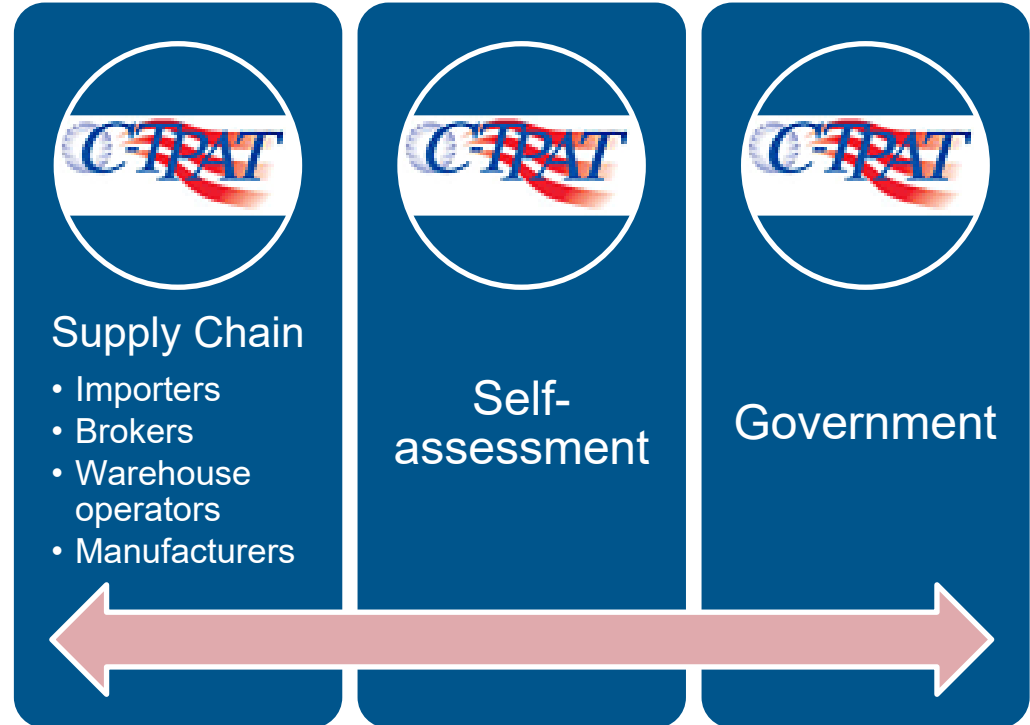 C-TPAT
C-TPAT
C-TPAT
Supply Chain
• Importers
• Brokers
• Warehouse
operators
• Manufacturers
Self-
assessment
Government